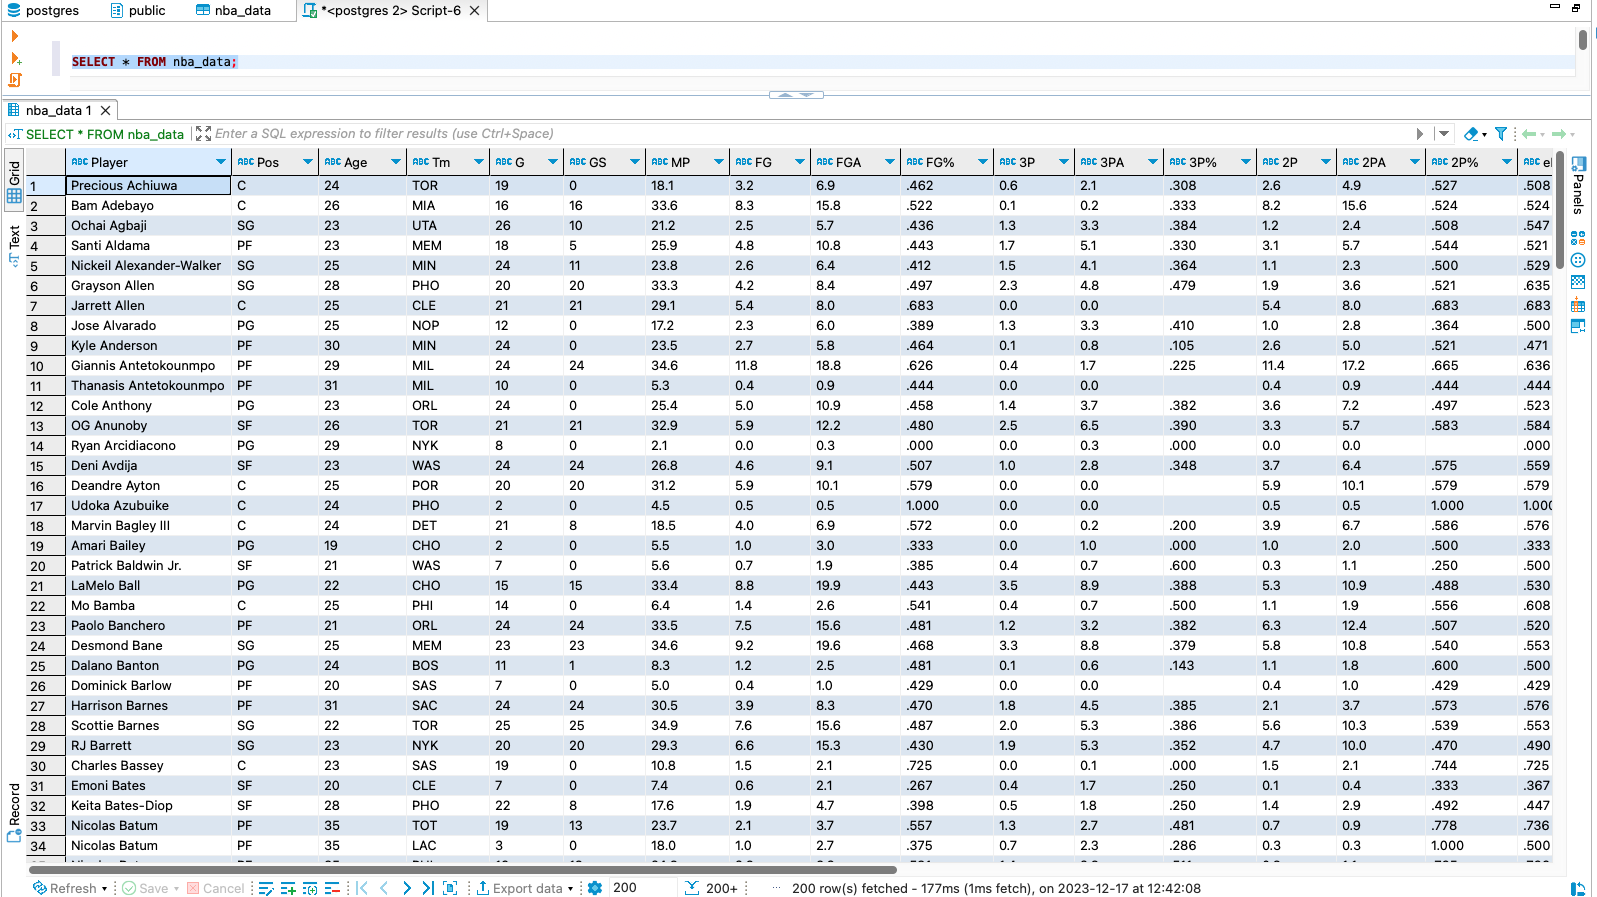 postgres public nba_data *<postgres 2> Script-6
SELECT * FROM nba_data;
nba_data 1
SELECT * FROM nba_data Enter a SQL expression to filter results (use Ctrl+Space)
Grid
Text
Record
Panels
ABC Player ABC Pos ABC Age ABC Tm ABC G ABC GS ABC MP ABC FG ABC FGA ABC FG% ABC 3P ABC 3PA ABC 3P% ABC 2P ABC 2PA ABC 2P% ABC
1 Precious Achiuwa C 24 TOR 19 0 18.1 3.2 6.9 .462 0.6 2.1 .308 2.6 4.9 .527 .508
2 Bam Adebayo C 26 MIA 16 16 33.6 8.3 15.8 .522 0.1 0.2 .333 8.2 15.6 .524 .524
3 Ochai Agbaji SG 23 UTA 26 10 21.2 2.5 5.7 .436 1.3 3.3 .384 1.2 2.4 .508 .547
4 Santi Aldama PF 23 MEM 18 5 25.9 4.8 10.8 .443 1.7 5.1 .330 3.1 5.7 .544 .521
5 Nickeil Alexander-Walker SG 25 MIN 24 11 23.8 2.6 6.4 .412 1.5 4.1 .364 1.1 2.3 .500 .529
6 Grayson Allen SG 28 PHO 20 20 33.3 4.2 8.4 .497 2.3 4.8 .479 1.9 3.6 .521 .635
7 Jarrett Allen C 25 CLE 21 21 29.1 5.4 8.0 .683 0.0 0.0 5.4 8.0 .683 .683
8 Jose Alvarado PG 25 NOP 12 0 17.2 2.3 6.0 .389 1.3 3.3 .410 1.0 2.8 .364 .500
9 Kyle Anderson PF 30 MIN 24 0 23.5 2.7 5.8 .464 0.1 0.8 .105 2.6 5.0 .521 .471
10 Giannis Antetokounmpo PF 29 MIL 24 24 34.6 11.8 18.8 .626 0.4 1.7 .225 11.4 17.2 .665 .636
11 Thanasis Antetokounmpo PF 31 MIL 10 0 5.3 0.4 0.9 .444 0.0 0.0 0.4 0.9 .444 .444
12 Cole Anthony PG 23 ORL 24 0 25.4 5.0 10.9 .458 1.4 3.7 .382 3.6 7.2 .497 .523
13 OG Anunoby SF 26 TOR 21 21 32.9 5.9 12.2 .480 2.5 6.5 .390 3.3 5.7 .583 .584
14 Ryan Arcidiacono PG 29 NYK 8 0 2.1 0.0 0.3 .000 0.0 0.3 .000 0.0 0.0 .000
15 Deni Avdija SF 23 WAS 24 24 26.8 4.6 9.1 .507 1.0 2.8 .348 3.7 6.4 .575 .559
16 Deandre Ayton C 25 POR 20 20 31.2 5.9 10.1 .579 0.0 0.0 5.9 10.1 .579 .579
17 Udoka Azubuike C 24 PHO 2 0 4.5 0.5 0.5 1.000 0.0 0.0 0.5 0.5 1.000 1.000
18 Marvin Bagley III C 24 DET 21 8 18.5 4.0 6.9 .572 0.0 0.2 .200 3.9 6.7 .586 .576
19 Amari Bailey PG 19 CHO 2 0 5.5 1.0 3.0 .333 0.0 1.0 .000 1.0 2.0 .500 .333
20 Patrick Baldwin Jr. SF 21 WAS 7 0 5.6 0.7 1.9 .385 0.4 0.7 .600 0.3 1.1 .250 .500
21 LaMelo Ball PG 22 CHO 15 15 33.4 8.8 19.9 .443 3.5 8.9 .388 5.3 10.9 .488 .530
22 Mo Bamba C 25 PHI 14 0 6.4 1.4 2.6 .541 0.4 0.7 .500 1.1 1.9 .556 .608
23 Paolo Banchero PF 21 ORL 24 24 33.5 7.5 15.6 .481 1.2 3.2 .382 6.3 12.4 .507 .520
24 Desmond Bane SG 25 MEM 23 23 34.6 9.2 19.6 .468 3.3 8.8 .379 5.8 10.8 .540 .553
25 Dalano Banton PG 24 BOS 11 1 8.3 1.2 2.5 .481 0.1 0.6 .143 1.1 1.8 .600 .500
26 Dominick Barlow PF 20 SAS 7 0 5.0 0.4 1.0 .429 0.0 0.0 0.4 1.0 .429 .429
27 Harrison Barnes PF 31 SAC 24 24 30.5 3.9 8.3 .470 1.8 4.5 .385 2.1 3.7 .573 .576
28 Scottie Barnes SG 22 TOR 25 25 34.9 7.6 15.6 .487 2.0 5.3 .386 5.6 10.3 .539 .553
29 RJ Barrett SG 23 NYK 20 20 29.3 6.6 15.3 .430 1.9 5.3 .352 4.7 10.0 .470 .490
30 Charles Bassey C 23 SAS 19 0 10.8 1.5 2.1 .725 0.0 0.1 .000 1.5 2.1 .744 .725
31 Emoni Bates SF 20 CLE 7 0 7.4 0.6 2.1 .267 0.4 1.7 .250 0.1 0.4 .333 .367
32 Keita Bates-Diop SF 28 PHO 22 8 17.6 1.9 4.7 .398 0.5 1.8 .250 1.4 2.9 .492 .447
33 Nicolas Batum PF 35 TOT 19 13 23.7 2.1 3.7 .557 1.3 2.7 .481 0.7 0.9 .778 .736
34 Nicolas Batum PF 35 LAC 3 0 18.0 1.0 2.7 .375 0.7 2.3 .286 0.3 0.3 1.000 .500
Refresh Save Cancel Export data 200 200+ ... 200 row(s) fetched - 177ms (1ms fetch), on 2023-12-17 at 12:42:08